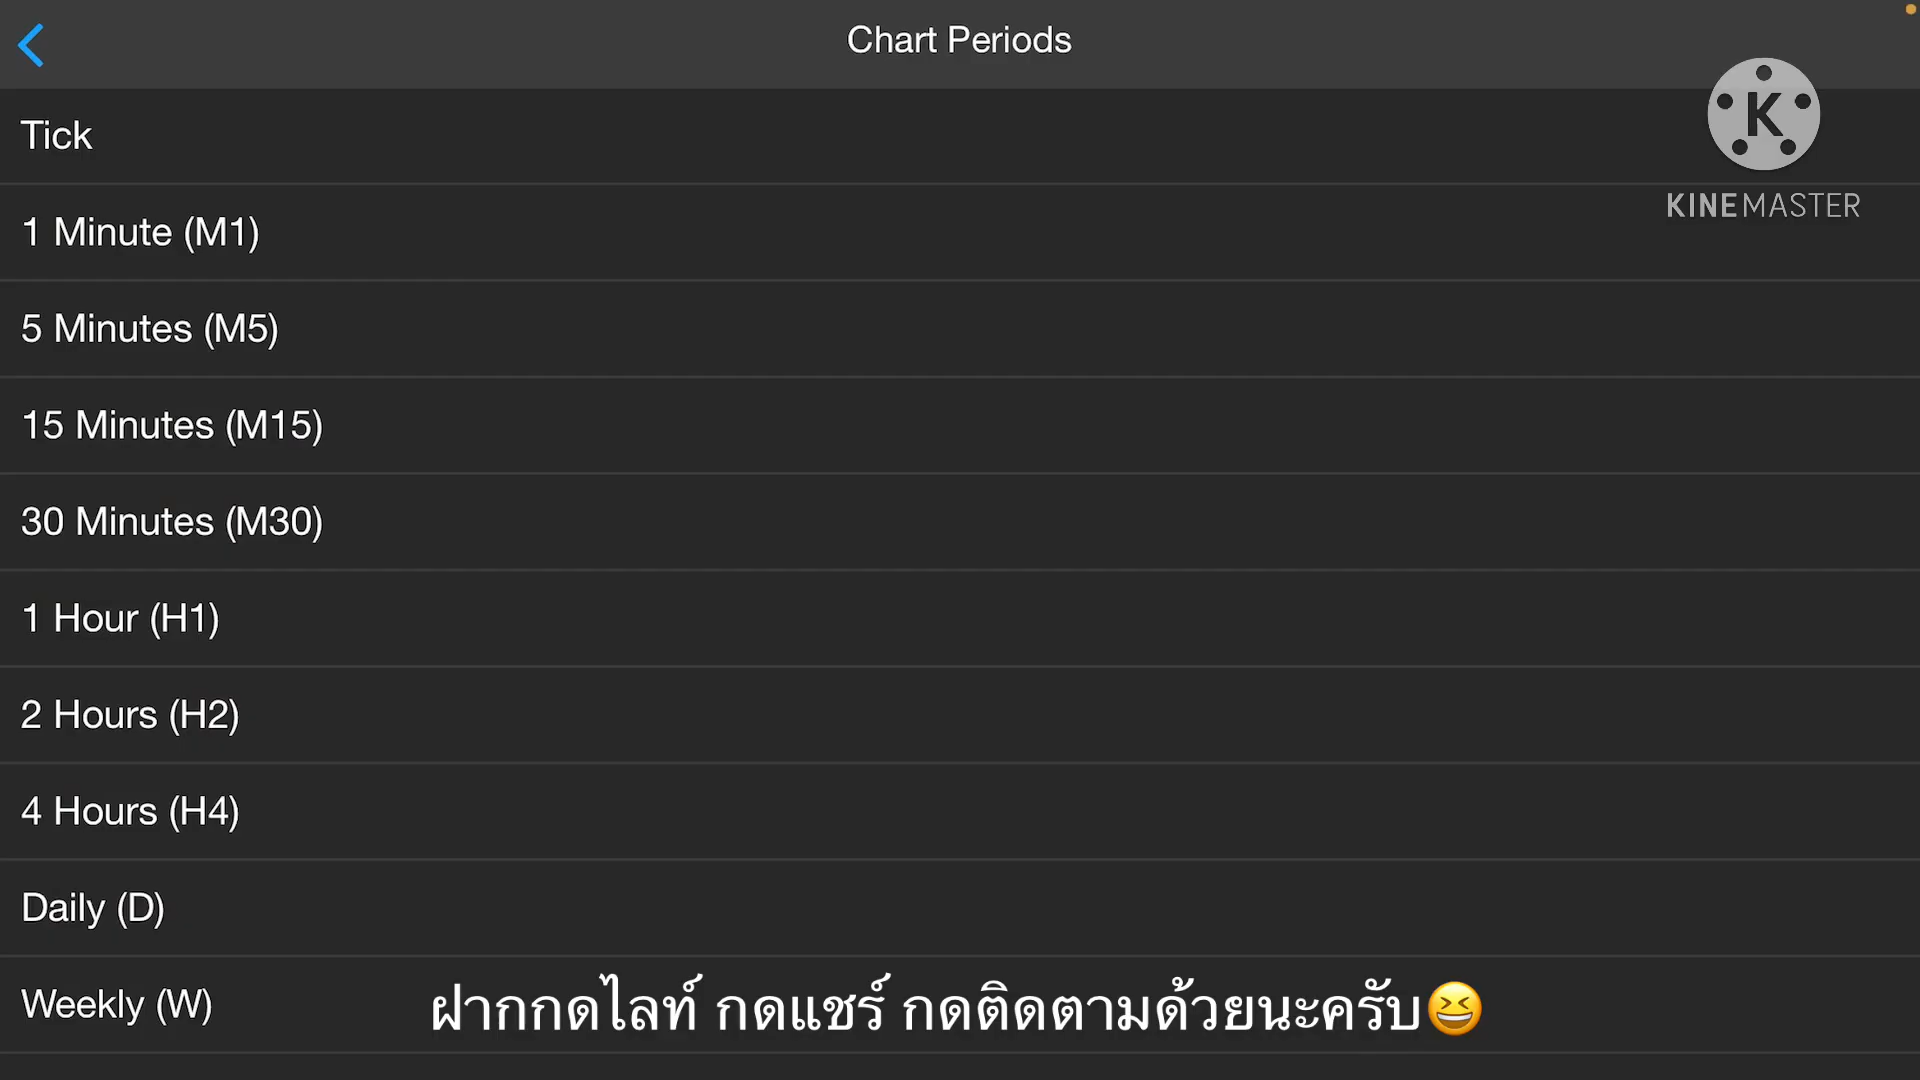 Chart Periods
Tick
K
KINEMASTER
1 Minute (M1)
5 Minutes (M5)
15 Minutes (M15)
30 Minutes (M30)
1 Hour (H1)
2 Hours (H2)
4 Hours (H4)
Daily (D)
Weekly (W)
ฝากกดไลท์ กดแชร์ กดติดตามด้วยนะครับ😆